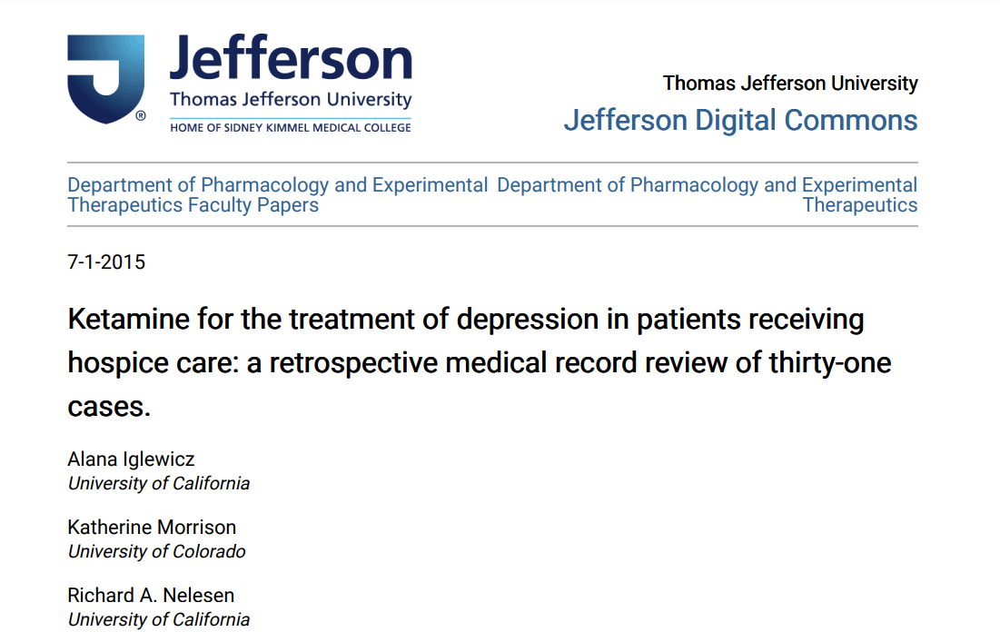 Jefferson
Thomas Jefferson University
HOME OF SIDNEY KIMMEL MEDICAL COLLEGE
®
Thomas Jefferson University
Jefferson Digital Commons
Department of Pharmacology and Experimental
Therapeutics Faculty Papers
Department of Pharmacology and Experimental
Therapeutics
7-1-2015
Ketamine for the treatment of depression in patients receiving
hospice care: a retrospective medical record review of thirty-one
cases.
Alana Iglewicz
University of California
Katherine Morrison
University of Colorado
Richard A. Nelesen
University of California